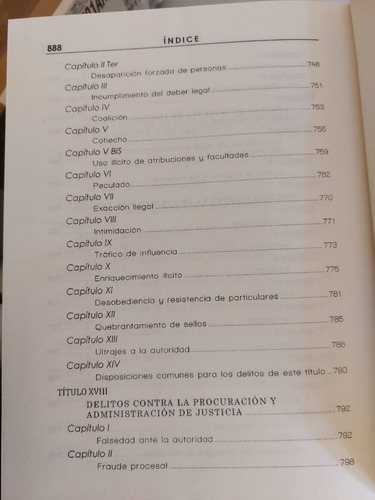 888 ÍNDICE
Capítulo II Ter
Desaparición forzada de personas 746
Capítulo III
Incumplimiento del deber legal 751
Capítulo IV
Coalición 753
Capítulo V
Cohecho 755
Capítulo V BIS
Uso ilícito de atribuciones y facultades 759
Capítulo VI
Peculado 762
Capítulo VII
Exacción ilegal 770
Capítulo VIII
Intimidación 771
Capítulo IX
Tráfico de influencia 773
Capítulo X
Enriquecimiento ilícito 775
Capítulo XI
Desobediencia y resistencia de particulares 781
Capítulo XII
Quebrantamiento de sellos 785
Capítulo XIII
Ultrajes a la autoridad 786
Capítulo XIV
Disposiciones comunes para los delitos de este título 790
TÍTULO XVIII
DELITOS CONTRA LA PROCURACIÓN Y
ADMINISTRACIÓN DE JUSTICIA 792
Capítulo I
Falsedad ante la autoridad 792
Capítulo II
Fraude procesal 798